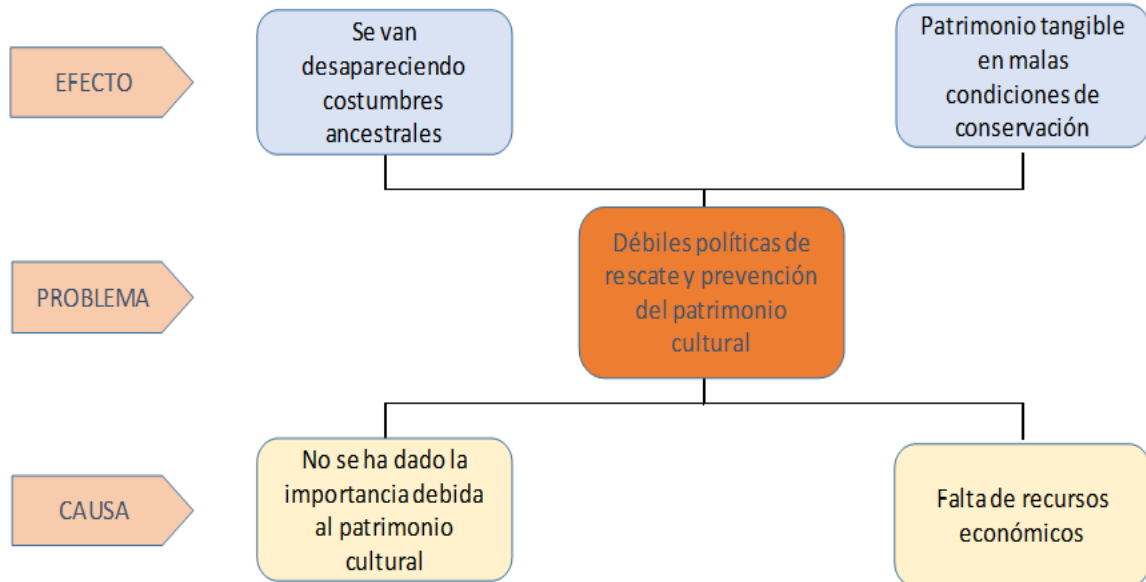 EFECTO
Se van
desapareciendo
costumbres
ancestrales
Patrimonio tangible
en malas
condiciones de
conservación
PROBLEMA
Débiles políticas de
rescate y prevención
del patrimonio
cultural
CAUSA
No se ha dado la
importancia debida
al patrimonio
cultural
Falta de recursos
económicos